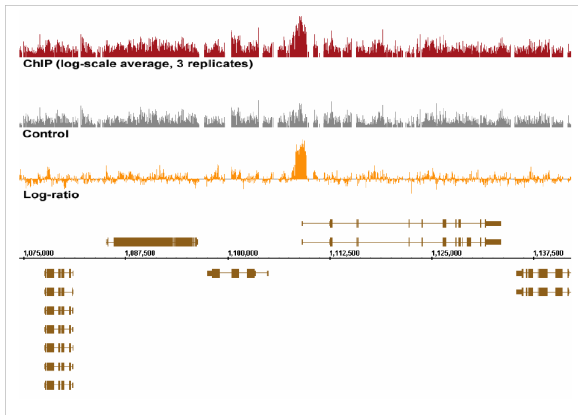 ChIP (log-scale average, 3 replicates)
Control
Log-ratio
1,075,000 1,087,500 1,100,000 1,112,500 1,125,000 1,137,500